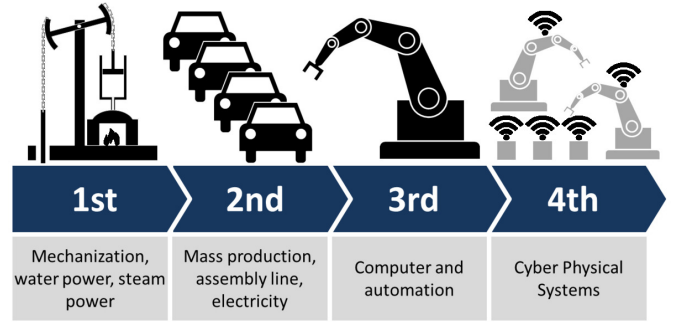 1st
2nd
3rd
4th
Mechanization,
water power, steam
power
Mass production,
assembly line,
electricity
Computer and
automation
Cyber Physical
Systems